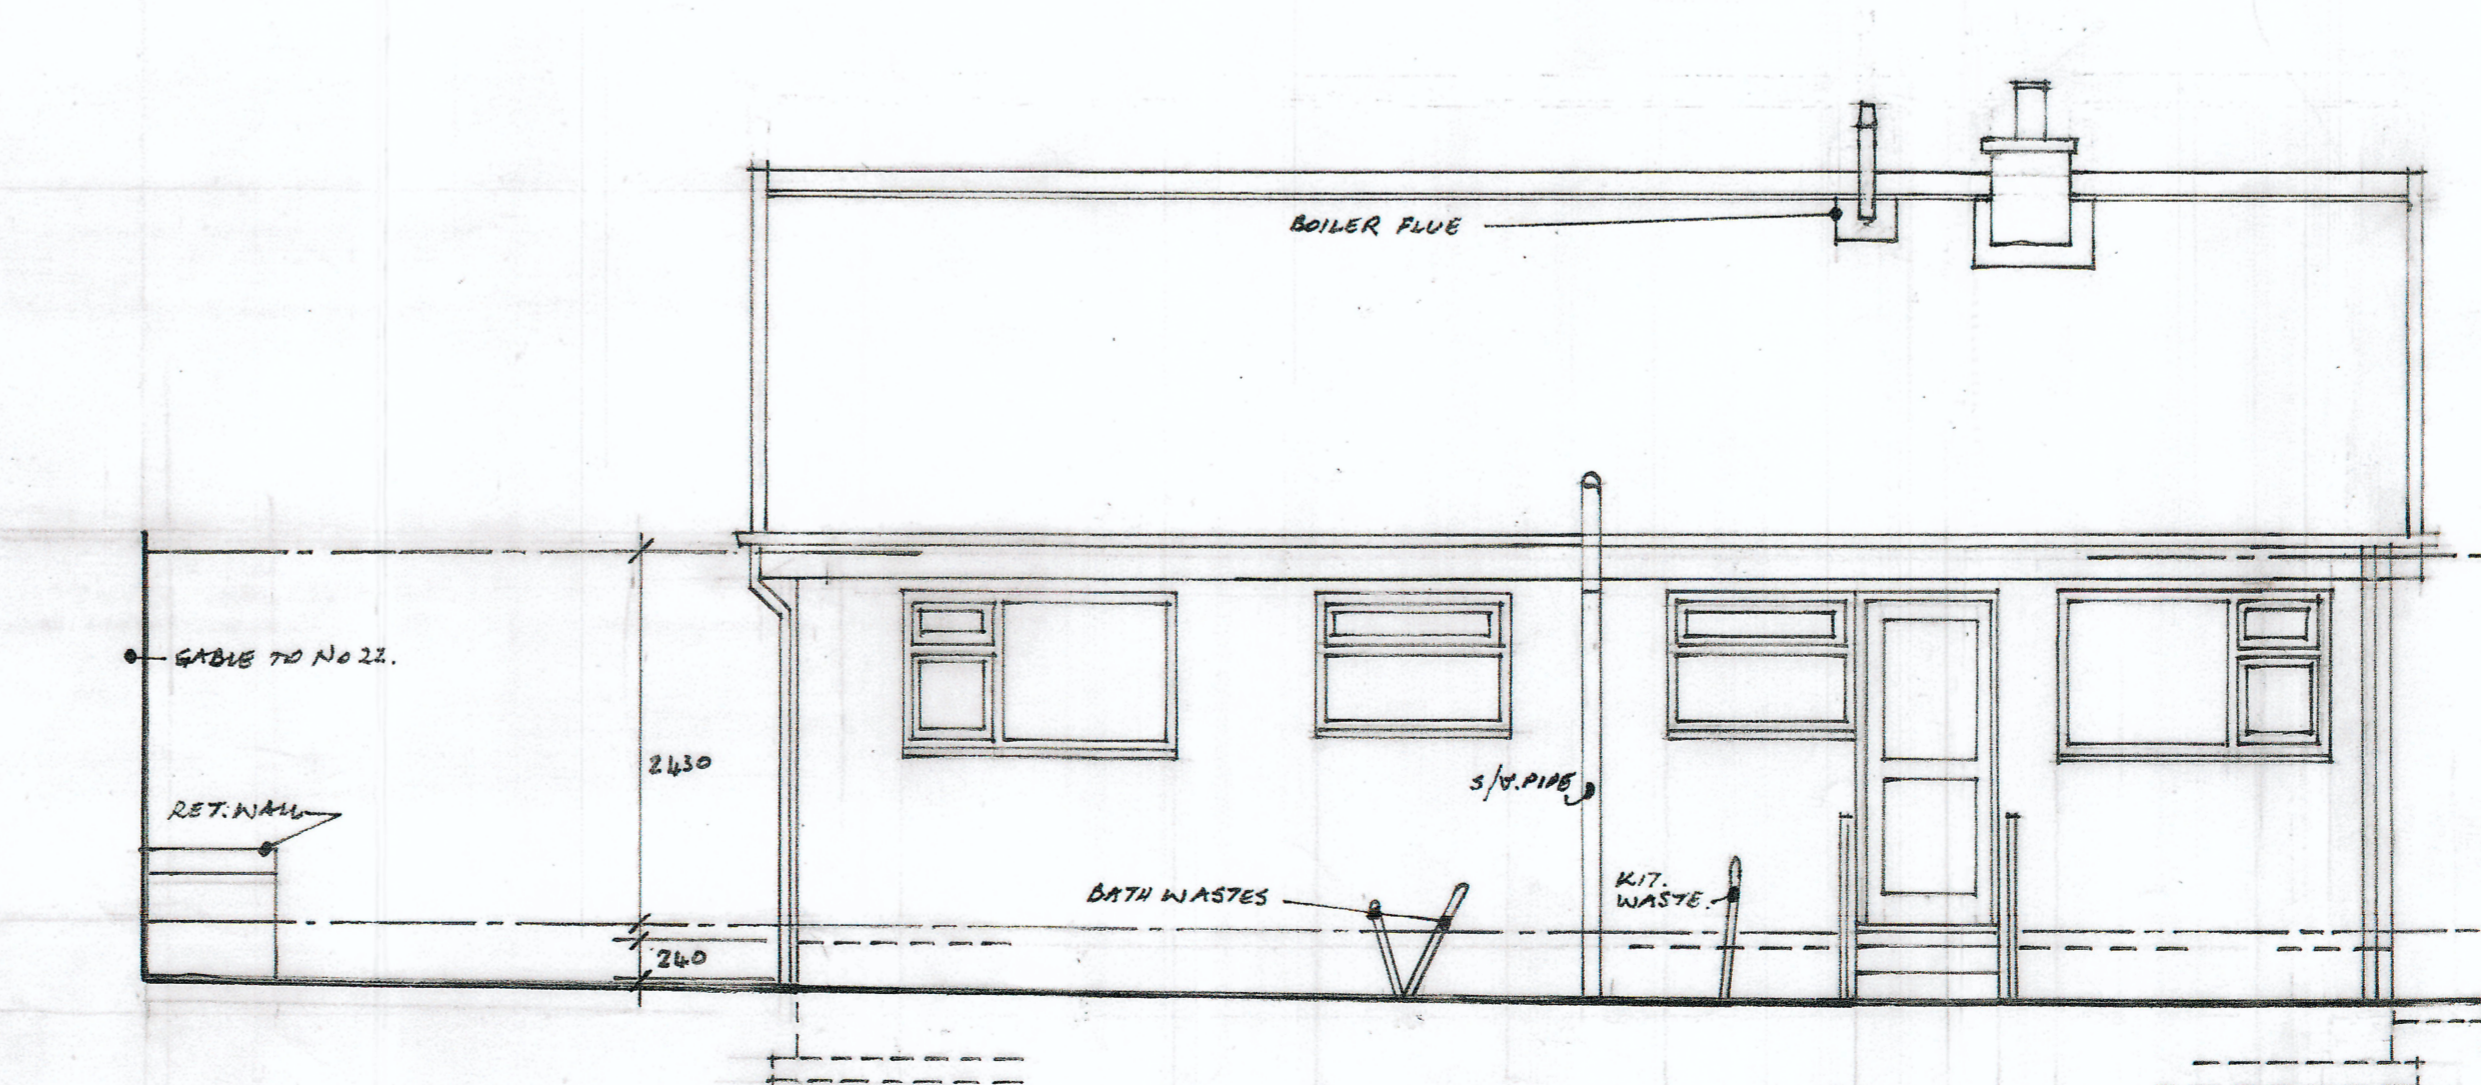 BOILER FLUE
GABLE TO No 22.
2430
S/V. PIPE
RET. WALL
BATH WASTES
KIT.
WASTE.
240